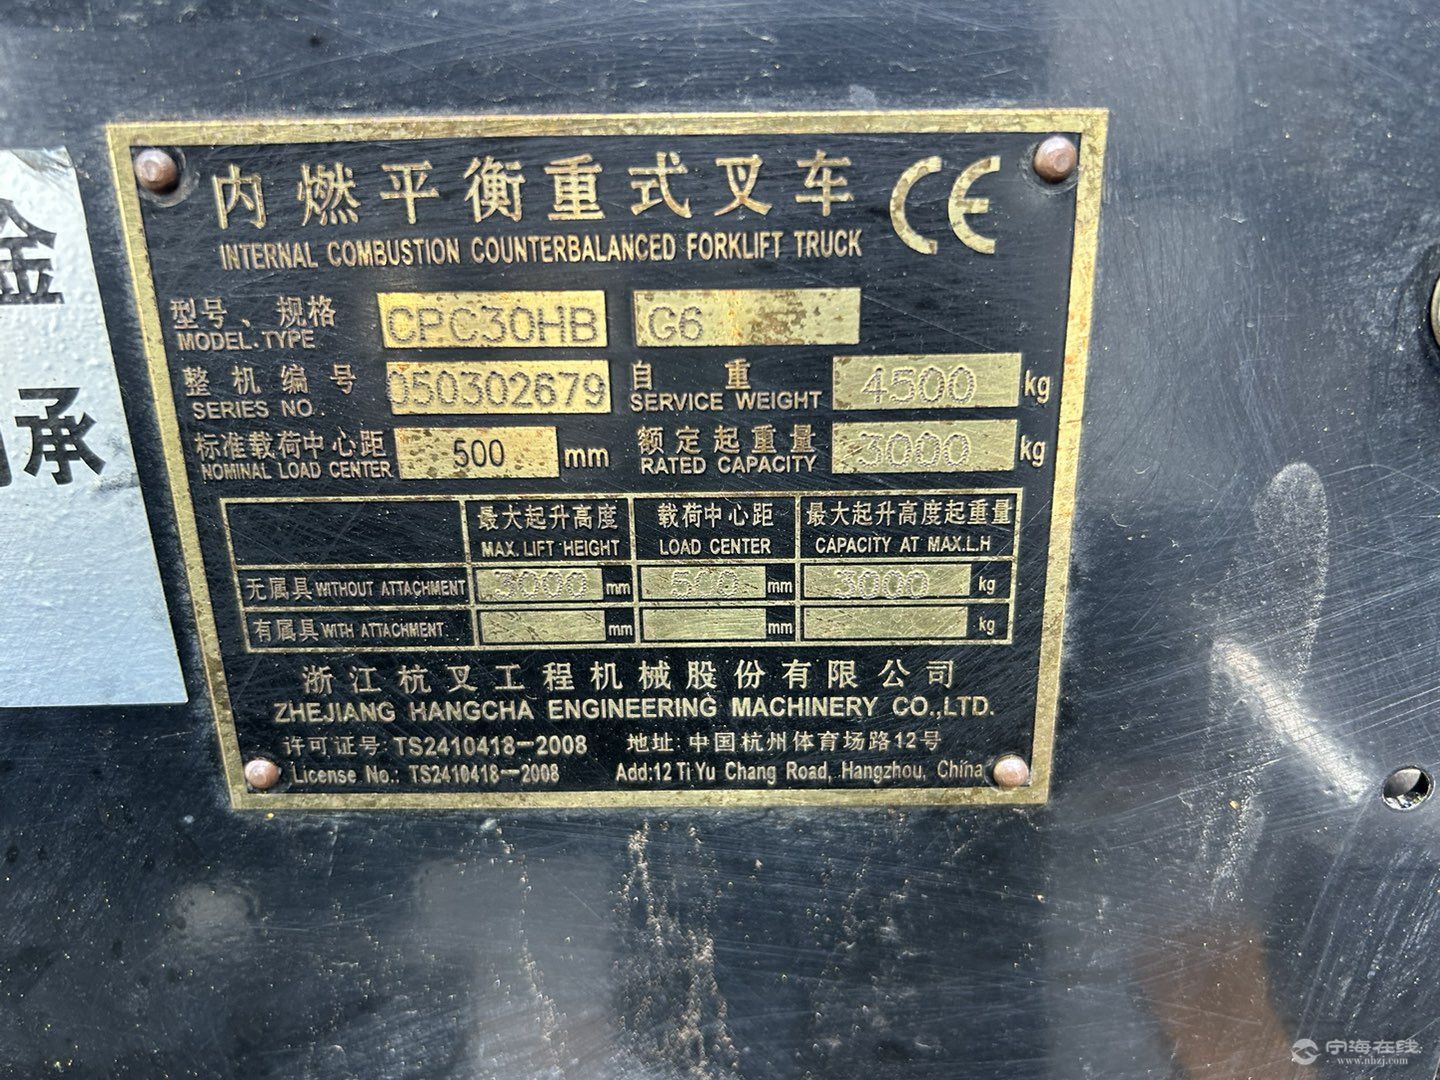 金
承
内燃平衡重式叉车 CE
INTERNAL COMBUSTION COUNTERBALANCED FORKLIFT TRUCK
型号、规格 CPC30HB G6
MODEL.TYPE
整机编号 050302679 自重 4500 kg
SERIES NO. SERVICE WEIGHT
标准载荷中心距 500 mm 额定起重量 3000 kg
NOMINAL LOAD CENTER RATED CAPACITY
最大起升高度 载荷中心距 最大起升高度起重量
MAX. LIFT HEIGHT LOAD CENTER CAPACITY AT MAX.L.H
无属具 WITHOUT ATTACHMENT 3000 mm 500 mm 3000 kg
有属具 WITH ATTACHMENT mm mm kg
浙江杭叉工程机械股份有限公司
ZHEJIANG HANGCHA ENGINEERING MACHINERY CO.,LTD.
许可证号: TS2410418-2008 地址: 中国杭州体育场路12号
License No.: TS2410418-2008 Add:12 Ti Yu Chang Road, Hangzhou, China
宁海在线
www.nhzj.com